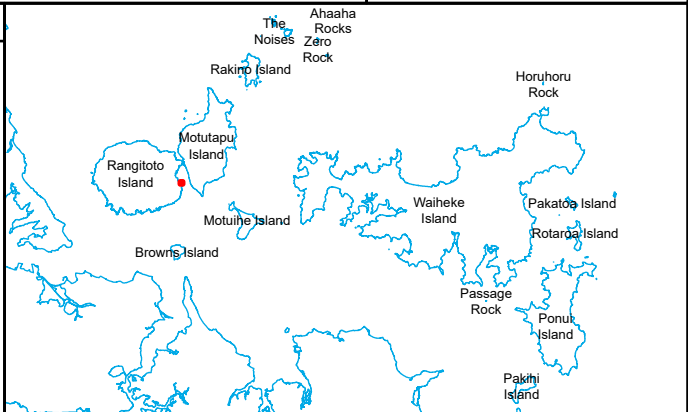 The
Noises
Ahaaha
Rocks
Zero
Rock
Rakino Island
Horuhoru
Rock
Motutapu
Island
Rangitoto
Island
Waiheke
Island
Pakatoa Island
Motuihe Island
Rotaroa Island
Browns Island
Passage
Rock
Ponui
Island
Pakihi
Island